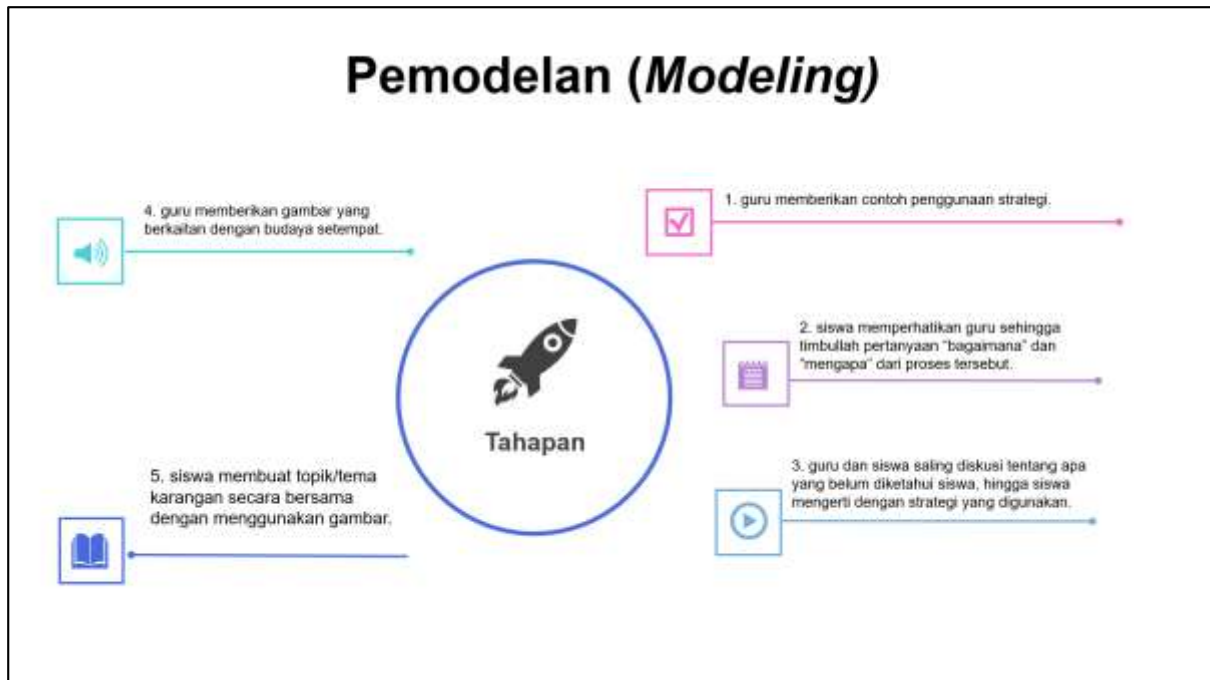 Pemodelan (Modeling)
1. guru memberikan contoh penggunaan strategi.
2. siswa memperhatikan guru sehingga
timbullah pertanyaan “bagaimana” dan
“mengapa” dari proses tersebut.
3. guru dan siswa saling diskusi tentang apa
yang belum diketahui siswa, hingga siswa
mengerti dengan strategi yang digunakan.
4. guru memberikan gambar yang
berkaitan dengan budaya setempat.
5. siswa membuat topik/tema
karangan secara bersama
dengan menggunakan gambar.
Tahapan